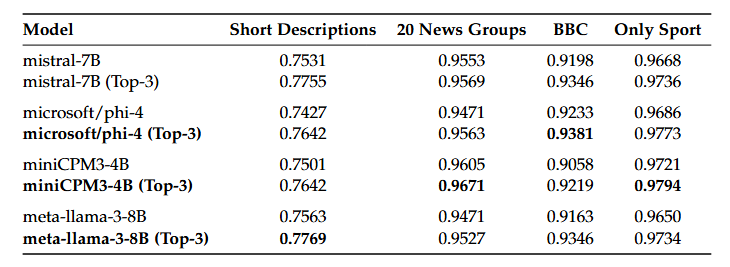 Model Short Descriptions 20 News Groups BBC Only Sport
mistral-7B 0.7531 0.9553 0.9198 0.9668
mistral-7B (Top-3) 0.7755 0.9569 0.9346 0.9736
microsoft/phi-4 0.7427 0.9471 0.9233 0.9686
microsoft/phi-4 (Top-3) 0.7642 0.9563 0.9381 0.9773
miniCPM3-4B 0.7501 0.9605 0.9058 0.9721
miniCPM3-4B (Top-3) 0.7642 0.9671 0.9219 0.9794
meta-llama-3-8B 0.7563 0.9471 0.9163 0.9650
meta-llama-3-8B (Top-3) 0.7769 0.9527 0.9346 0.9734